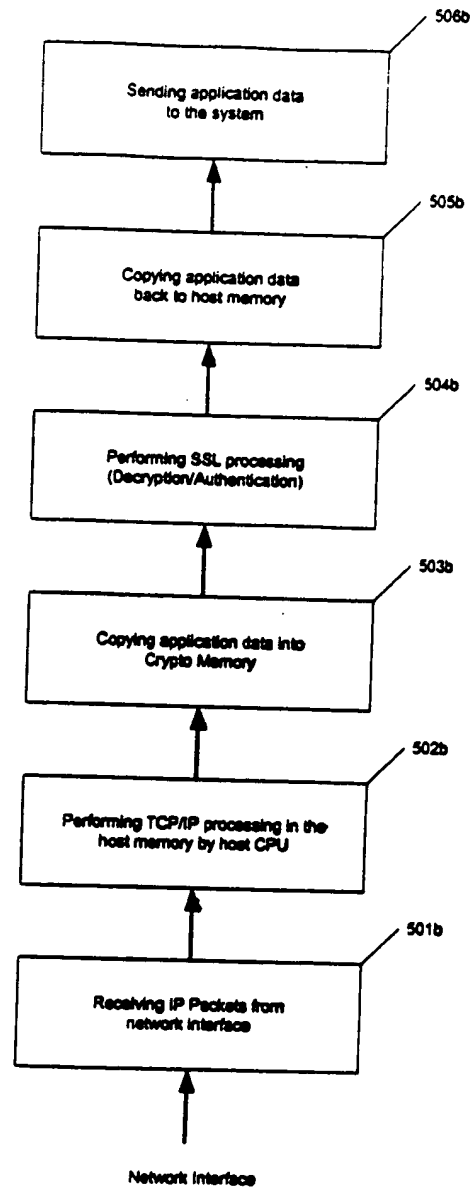 506b
Sending application data
to the system
505b
Copying application data
back to host memory
504b
Performing SSL processing
(Decryption/Authentication)
503b
Copying application data into
Crypto Memory
502b
Performing TCP/IP processing in the
host memory by host CPU
501b
Receiving IP Packets from
network interface
Network Interface